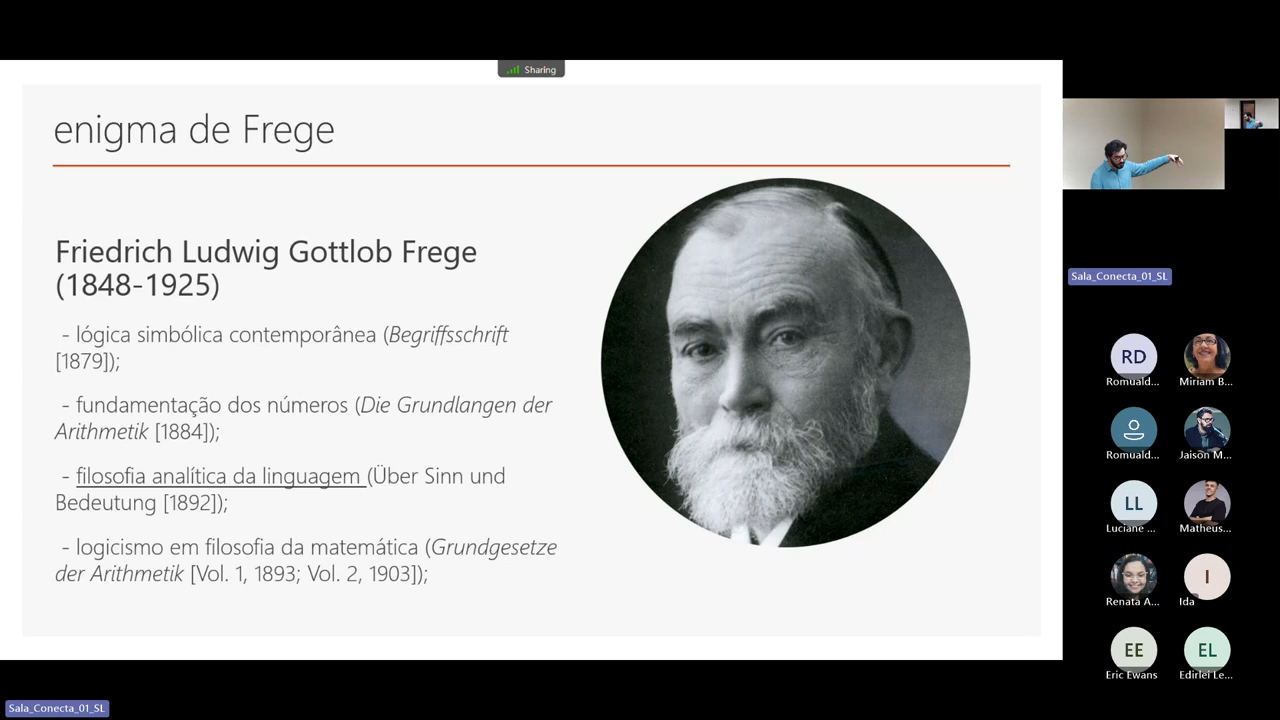 Sharing
enigma de Frege
Friedrich Ludwig Gottlob Frege
(1848-1925)
- lógica simbólica contemporânea (Begriffsschrift
[1879]);
- fundamentação dos números (Die Grundlangen der
Arithmetik [1884]);
- filosofia analítica da linguagem (Über Sinn und
Bedeutung [1892]);
- logicismo em filosofia da matemática (Grundgesetze
der Arithmetik [Vol. 1, 1893; Vol. 2, 1903]);
Sala_Conecta_01_SL
RD
Romuald...
Miriam B...
Romuald...
Jaison M...
LL
Luciane ...
Matheus...
Renata A...
I
Ida
EE
Eric Ewans
EL
Edirlei Le...
Sala_Conecta_01_SL